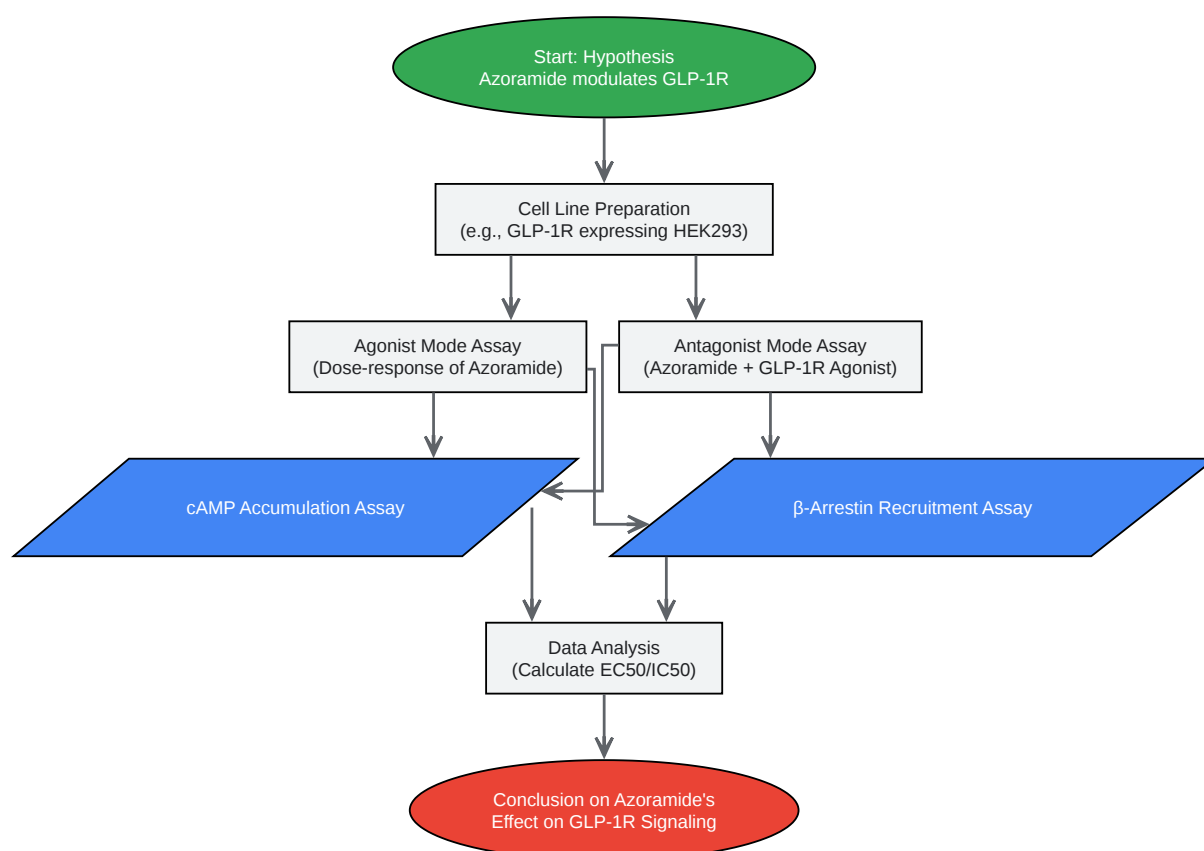 Start: Hypothesis
Azoramide modulates GLP-1R
Cell Line Preparation
(e.g., GLP-1R expressing HEK293)
Agonist Mode Assay
(Dose-response of Azoramide)
Antagonist Mode Assay
(Azoramide + GLP-1R Agonist)
cAMP Accumulation Assay
β-Arrestin Recruitment Assay
Data Analysis
(Calculate EC50/IC50)
Conclusion on Azoramide's
Effect on GLP-1R Signaling